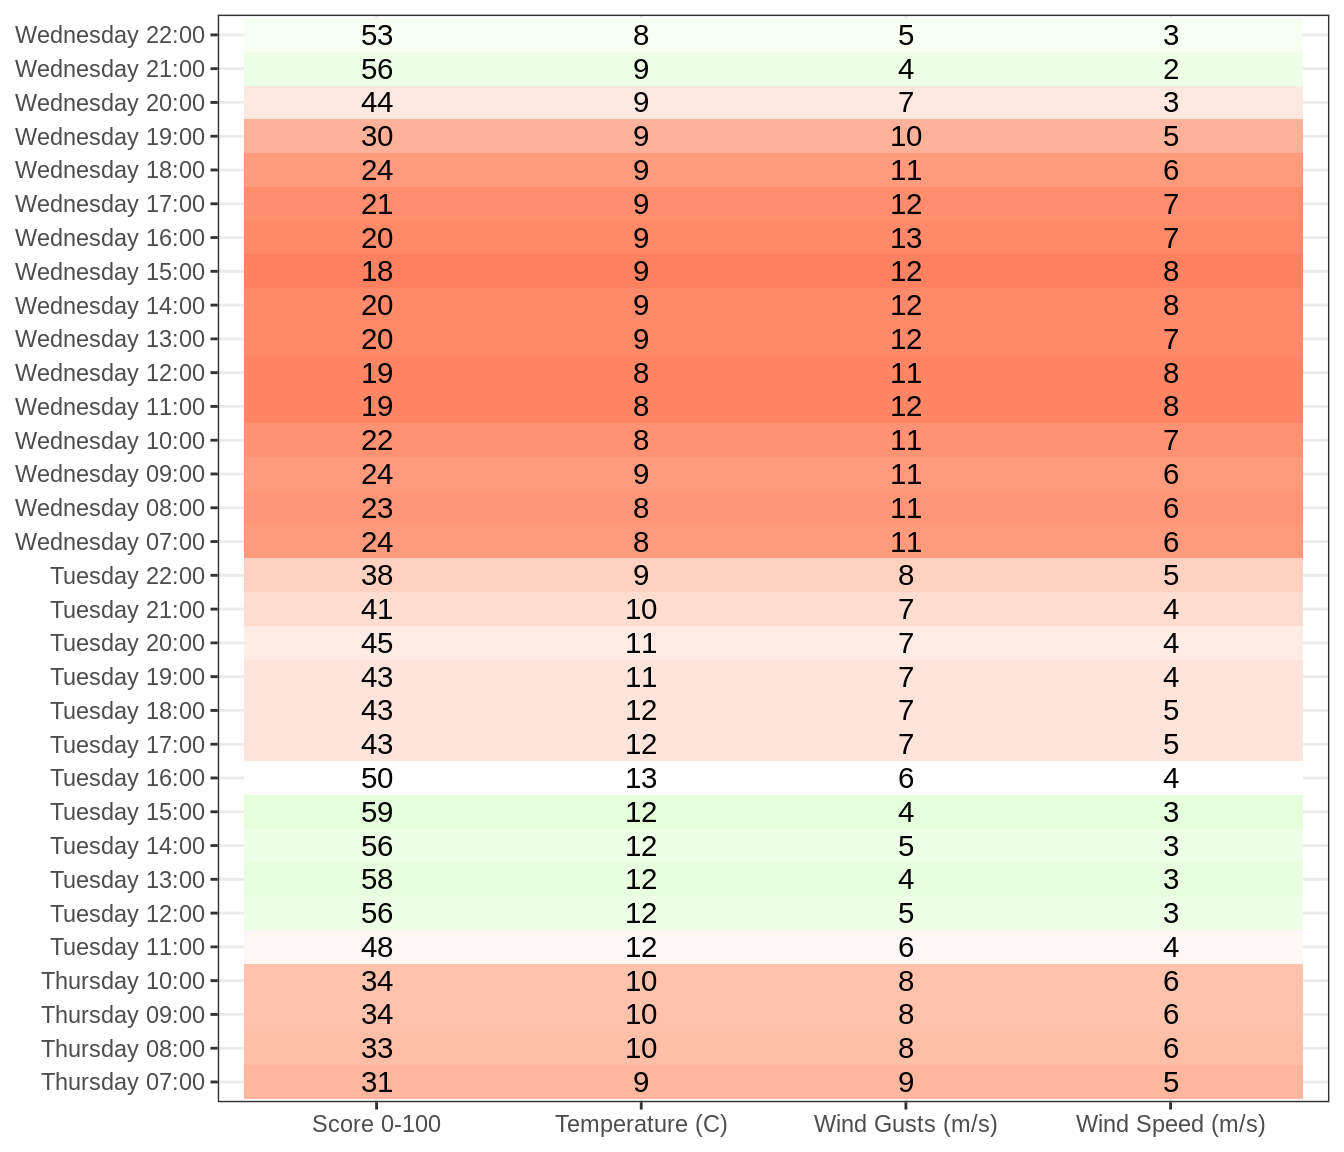 Wednesday 22:00 53 8 5 3
Wednesday 21:00 56 9 4 2
Wednesday 20:00 44 9 7 3
Wednesday 19:00 30 9 10 5
Wednesday 18:00 24 9 11 6
Wednesday 17:00 21 9 12 7
Wednesday 16:00 20 9 13 7
Wednesday 15:00 18 9 12 8
Wednesday 14:00 20 9 12 8
Wednesday 13:00 20 9 12 7
Wednesday 12:00 19 8 11 8
Wednesday 11:00 19 8 12 8
Wednesday 10:00 22 8 11 7
Wednesday 09:00 24 9 11 6
Wednesday 08:00 23 8 11 6
Wednesday 07:00 24 8 11 6
Tuesday 22:00 38 9 8 5
Tuesday 21:00 41 10 7 4
Tuesday 20:00 45 11 7 4
Tuesday 19:00 43 11 7 4
Tuesday 18:00 43 12 7 5
Tuesday 17:00 43 12 7 5
Tuesday 16:00 50 13 6 4
Tuesday 15:00 59 12 4 3
Tuesday 14:00 56 12 5 3
Tuesday 13:00 58 12 4 3
Tuesday 12:00 56 12 5 3
Tuesday 11:00 48 12 6 4
Thursday 10:00 34 10 8 6
Thursday 09:00 34 10 8 6
Thursday 08:00 33 10 8 6
Thursday 07:00 31 9 9 5
Score 0-100 Temperature (C) Wind Gusts (m/s) Wind Speed (m/s)